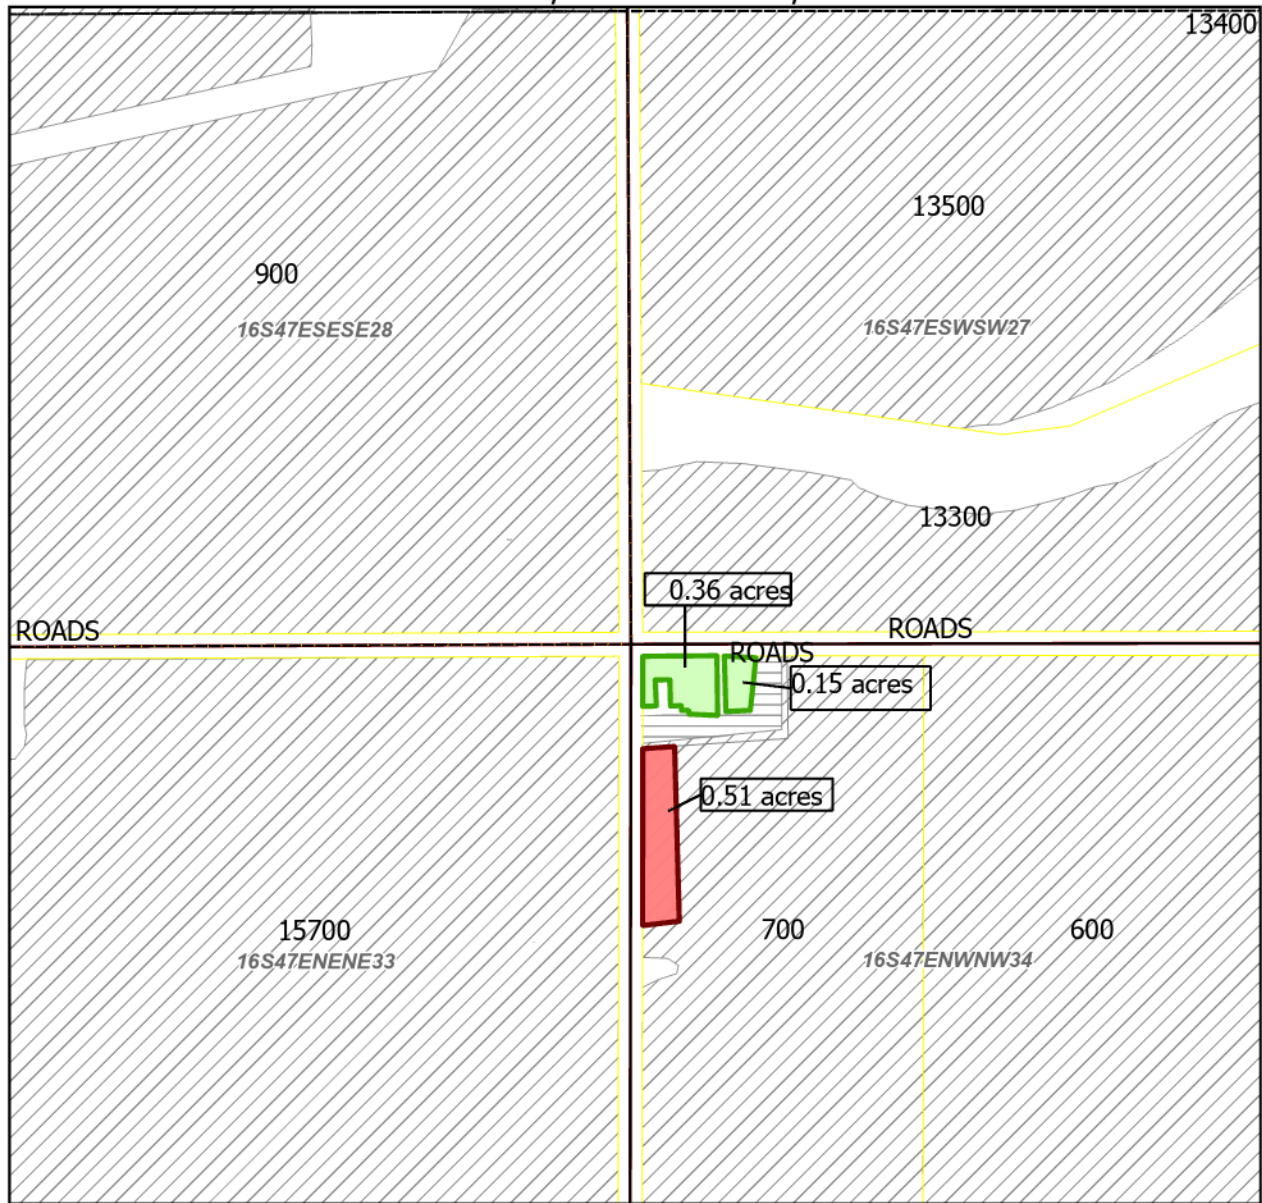 13400
13500
900
16S47ESESE28
16S47ESWSW27
13300
0.36 acres
ROADS
ROADS
ROADS
0.15 acres
0.51 acres
15700
700
600
16S47ENENE33
16S47ENWNW34